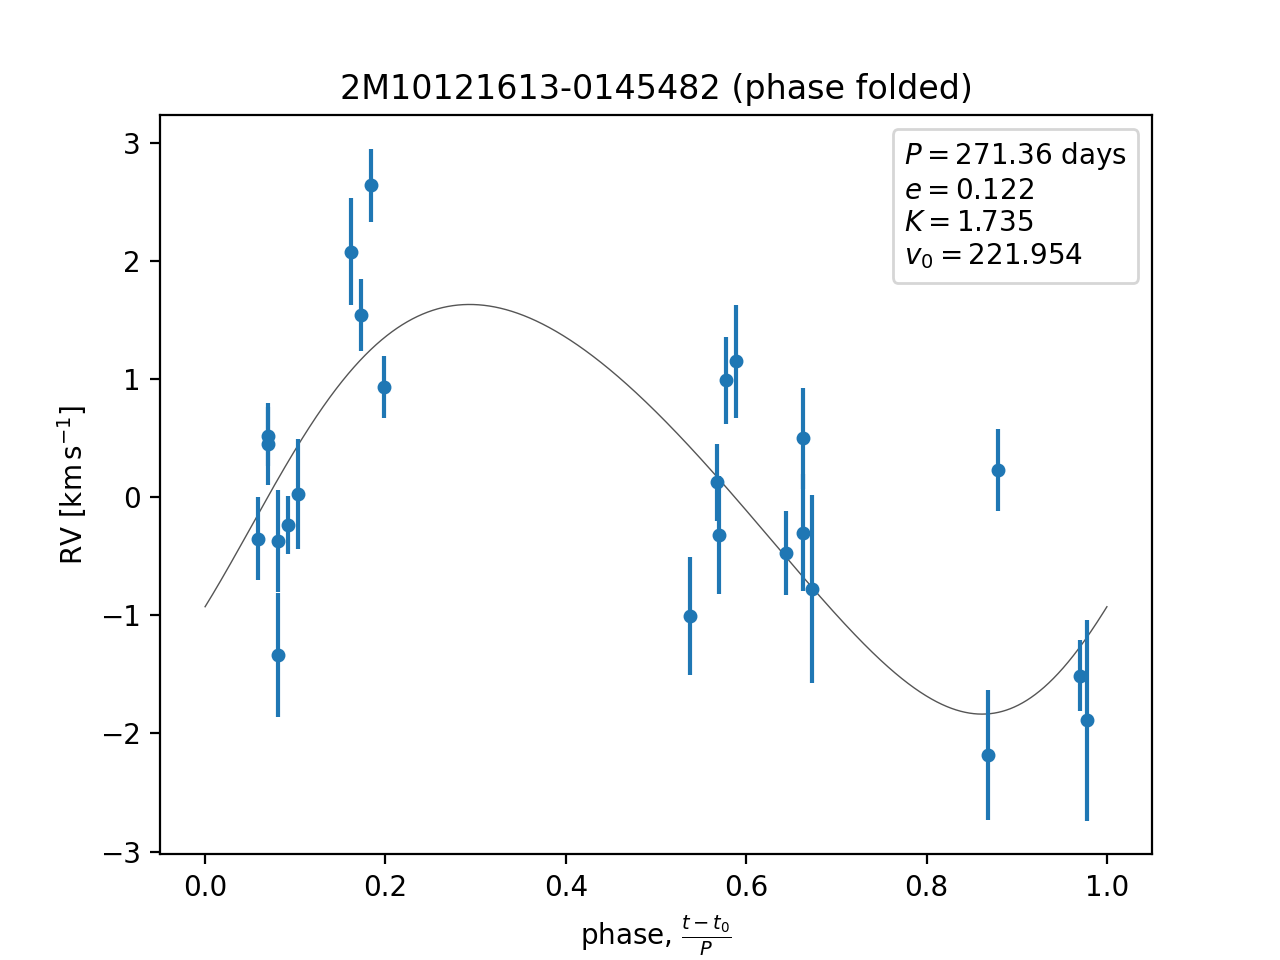 2M10121613-0145482 (phase folded)
P = 271.36 days
e = 0.122
K = 1.735
v₀ = 221.954
3
2
1
0
−1
−2
−3
RV [km s⁻¹]
0.0 0.2 0.4 0.6 0.8 1.0
phase, (t − t₀)/P